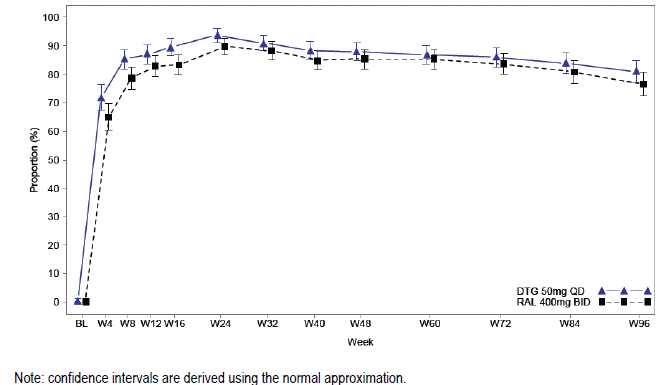 100
90
80
70
60
50
40
30
20
10
0
Proportion (%)
DTG 50mg QD
RAL 400mg BID
BL W4 W8 W12 W16 W24 W32 W40 W48 W60 W72 W84 W96
Week
Note: confidence intervals are derived using the normal approximation.